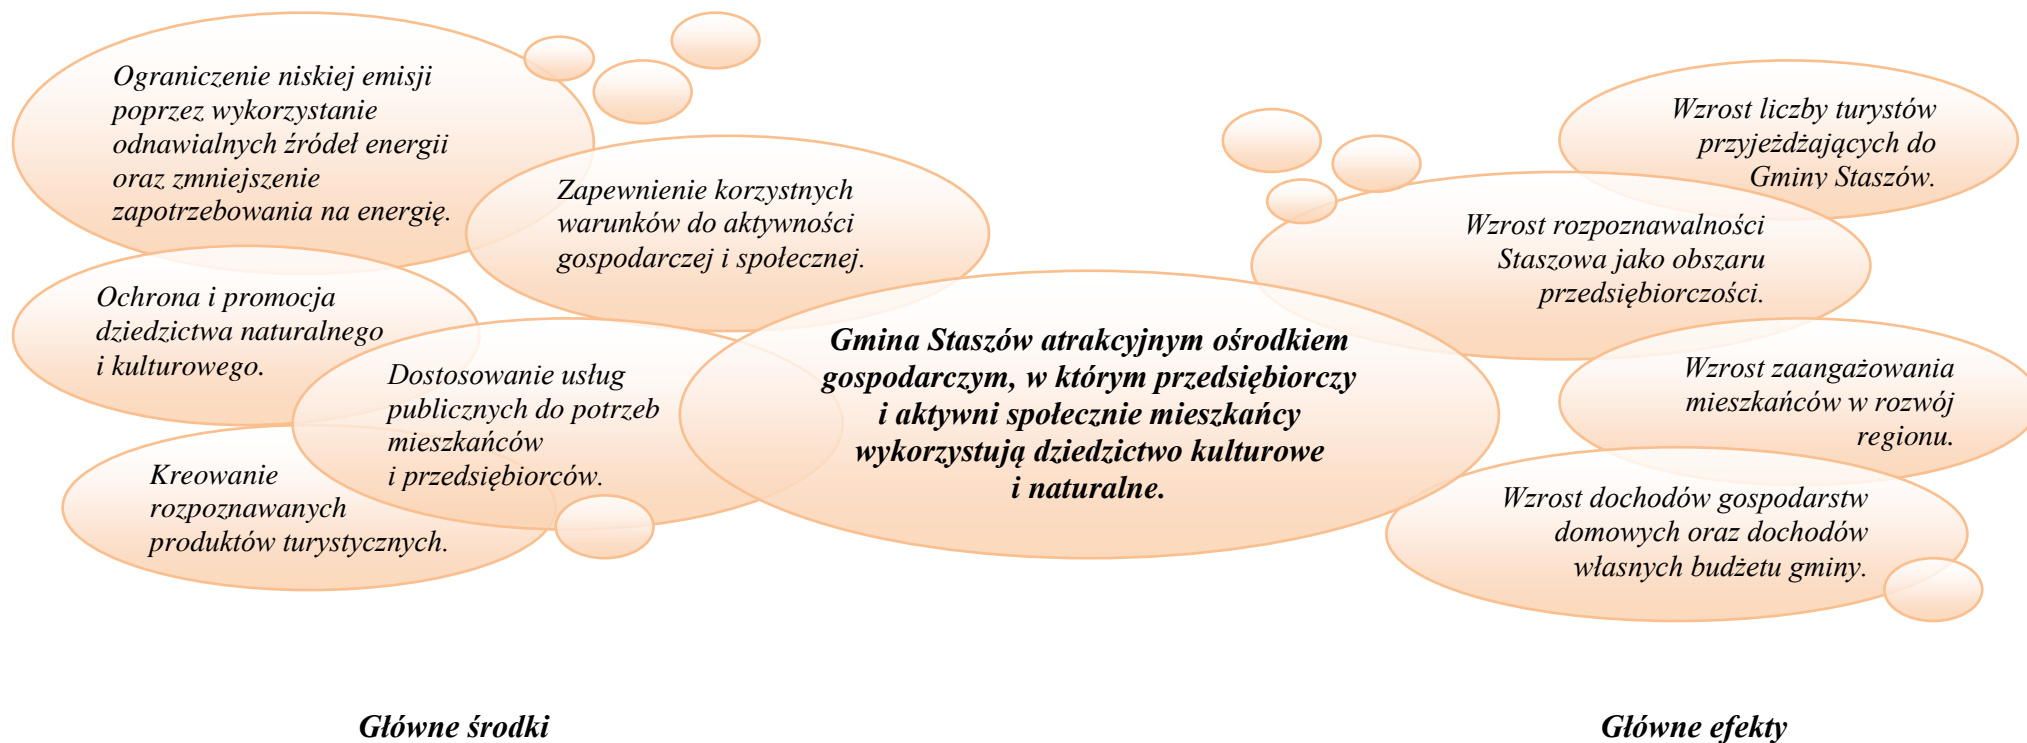 Ograniczenie niskiej emisji
poprzez wykorzystanie
odnawialnych źródeł energii
oraz zmniejszenie
zapotrzebowania na energię.
Zapewnienie korzystnych
warunków do aktywności
gospodarczej i społecznej.
Ochrona i promocja
dziedzictwa naturalnego
i kulturowego.
Dostosowanie usług
publicznych do potrzeb
mieszkańców
i przedsiębiorców.
Kreowanie
rozpoznawanych
produktów turystycznych.
Gmina Staszów atrakcyjnym ośrodkiem
gospodarczym, w którym przedsiębiorczy
i aktywni społecznie mieszkańcy
wykorzystują dziedzictwo kulturowe
i naturalne.
Wzrost liczby turystów
przyjeżdżających do
Gminy Staszów.
Wzrost rozpoznawalności
Staszowa jako obszaru
przedsiębiorczości.
Wzrost zaangażowania
mieszkańców w rozwój
regionu.
Wzrost dochodów gospodarstw
domowych oraz dochodów
własnych budżetu gminy.
Główne środki
Główne efekty